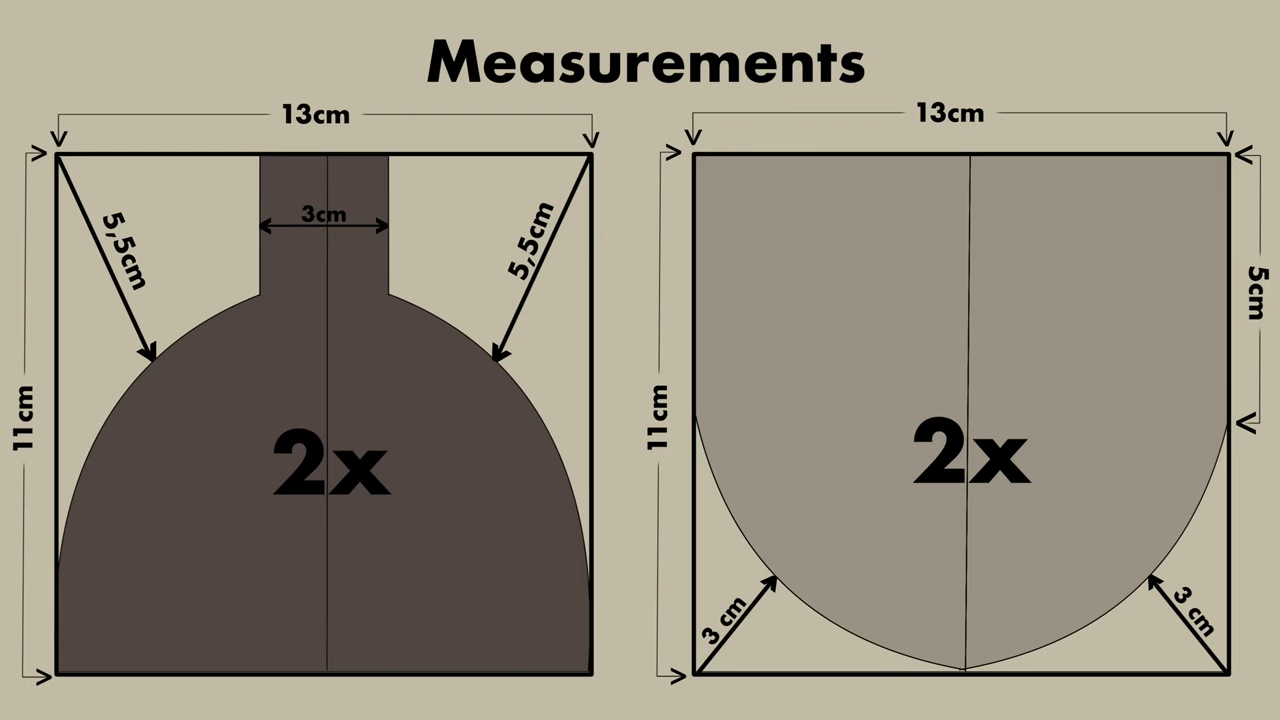 Measurements
13cm
13cm
3cm
5,5cm
5,5cm
5cm
11cm
11cm
2x
2x
3 cm
3 cm